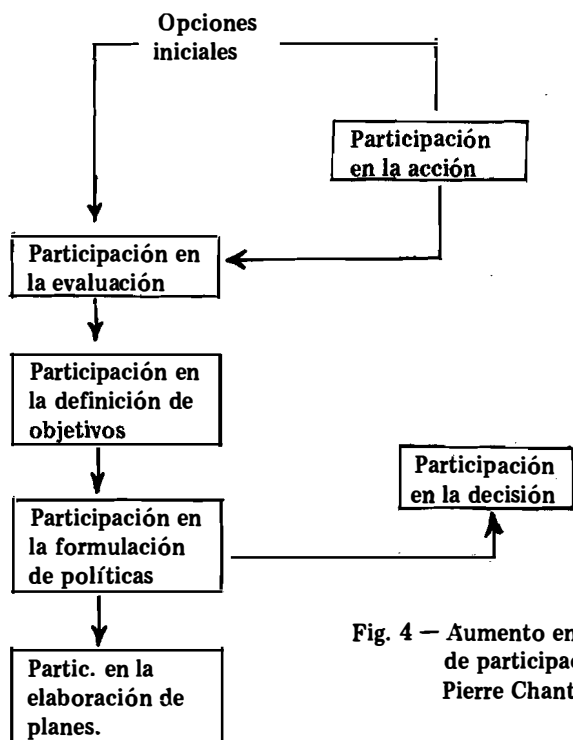 Opciones
iniciales
Participación
en la acción
Participación en
la evaluación
Participación en
la definición de
objetivos
Participación
en la decisión
Participación en
la formulación
de políticas
Fig. 4 — Aumento en
de participa
Pierre Chant
Partic. en la
elaboración de
planes.